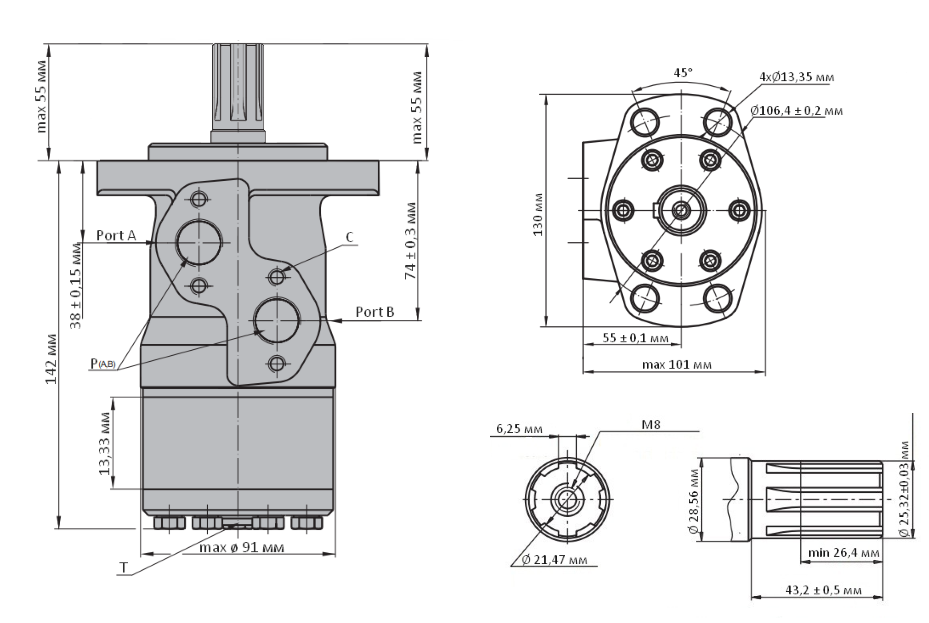 max 55 мм
max 55 мм
Port A
38 ± 0,15 мм
142 мм
P(A,B)
13,33 мм
C
74 ± 0,3 мм
Port B
max ø 91 мм
T
45°
4xØ13,35 мм
Ø106,4 ± 0,2 мм
130 мм
55 ± 0,1 мм
max 101 мм
6,25 мм
M8
Ø 21,47 мм
Ø 28,56 мм
Ø 25,32±0,03 мм
min 26,4 мм
43,2 ± 0,5 мм